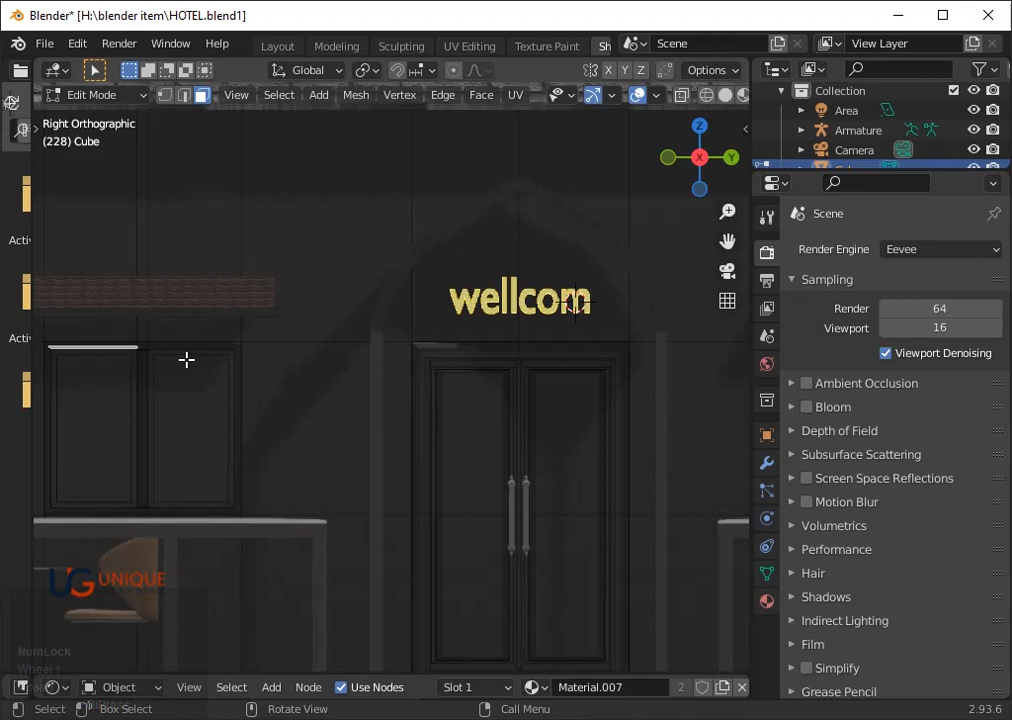 Blender* [H:\blender item\HOTEL.blend1]
File Edit Render Window Help
Layout Modeling Sculpting UV Editing Texture Paint Sh
Scene
View Layer
Global
X Y Z
Options
Edit Mode
View Select Add Mesh Vertex Edge Face UV
Right Orthographic
(228) Cube
Z
X
Y
Activ
Activ
wellcom
UG UNIQUE
NumLock
Wheel ↑
Collection
Area
Armature
Camera
Scene
Render Engine Eevee
Sampling
Render 64
Viewport 16
Viewport Denoising
Ambient Occlusion
Bloom
Depth of Field
Subsurface Scattering
Screen Space Reflections
Motion Blur
Volumetrics
Performance
Hair
Shadows
Indirect Lighting
Film
Simplify
Grease Pencil
Object View Select Add Node Use Nodes Slot 1 Material.007 2
Select Box Select Rotate View Call Menu 2.93.6